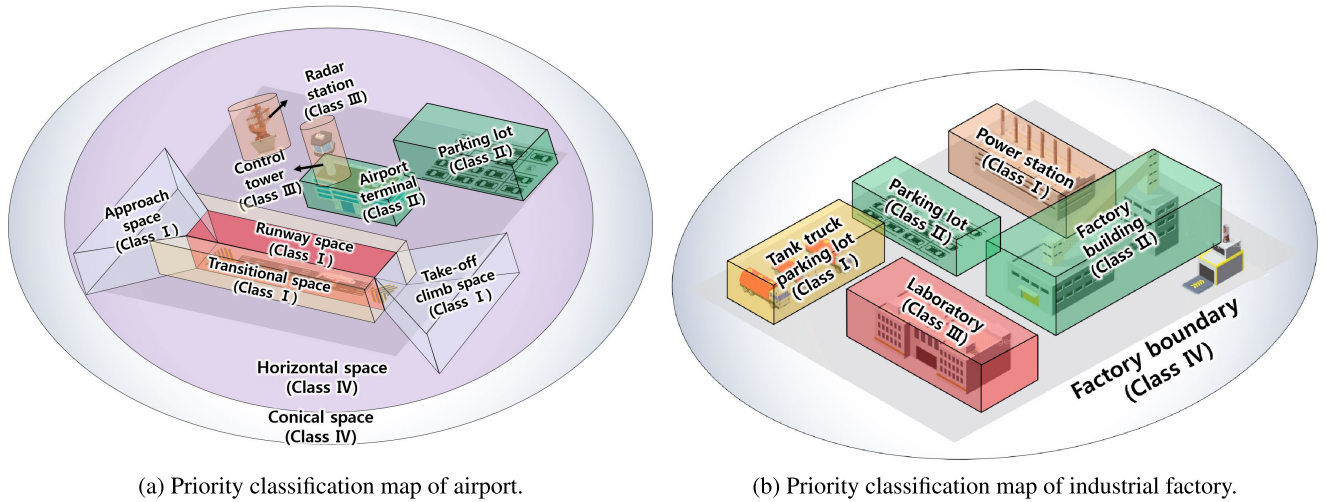 Radar
station
(Class Ⅲ)
Parking lot
(Class Ⅱ)
Control
tower
(Class Ⅲ)
Airport
terminal
(Class Ⅱ)
Approach
space
(Class Ⅰ)
Runway space
(Class Ⅰ)
Transitional space
(Class Ⅰ)
Take-off
climb space
(Class Ⅰ)
Horizontal space
(Class Ⅳ)
Conical space
(Class Ⅳ)
(a) Priority classification map of airport.
Power station
(Class Ⅰ)
Parking lot
(Class Ⅱ)
Factory
building
(Class Ⅱ)
Tank truck
parking lot
(Class Ⅰ)
Laboratory
(Class Ⅲ)
Factory boundary
(Class Ⅳ)
(b) Priority classification map of industrial factory.